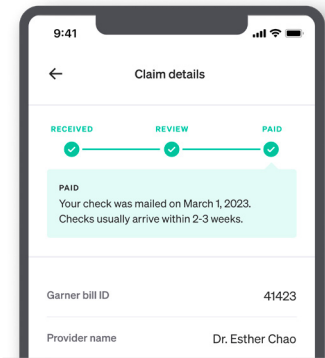 9:41
Claim details
RECEIVED REVIEW PAID
PAID
Your check was mailed on March 1, 2023.
Checks usually arrive within 2-3 weeks.
Garner bill ID 41423
Provider name Dr. Esther Chao